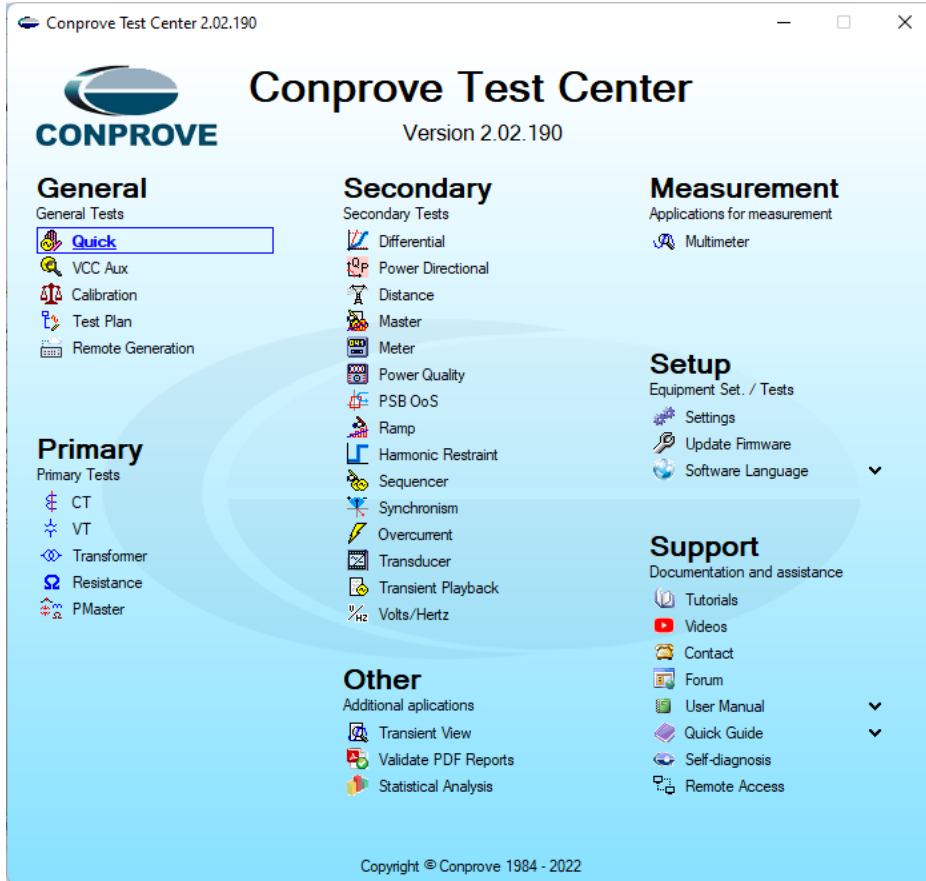 Conprove Test Center 2.02.190
CONPROVE
Conprove Test Center
Version 2.02.190
General
General Tests
Quick
VCC Aux
Calibration
Test Plan
Remote Generation
Primary
Primary Tests
CT
VT
Transformer
Resistance
PMaster
Secondary
Secondary Tests
Differential
Power Directional
Distance
Master
Meter
Power Quality
PSB OoS
Ramp
Harmonic Restraint
Sequencer
Synchronism
Overcurrent
Transducer
Transient Playback
Volts/Hertz
Other
Additional aplications
Transient View
Validate PDF Reports
Statistical Analysis
Measurement
Applications for measurement
Multimeter
Setup
Equipment Set. / Tests
Settings
Update Firmware
Software Language
Support
Documentation and assistance
Tutorials
Videos
Contact
Forum
User Manual
Quick Guide
Self-diagnosis
Remote Access
Copyright © Conprove 1984 - 2022